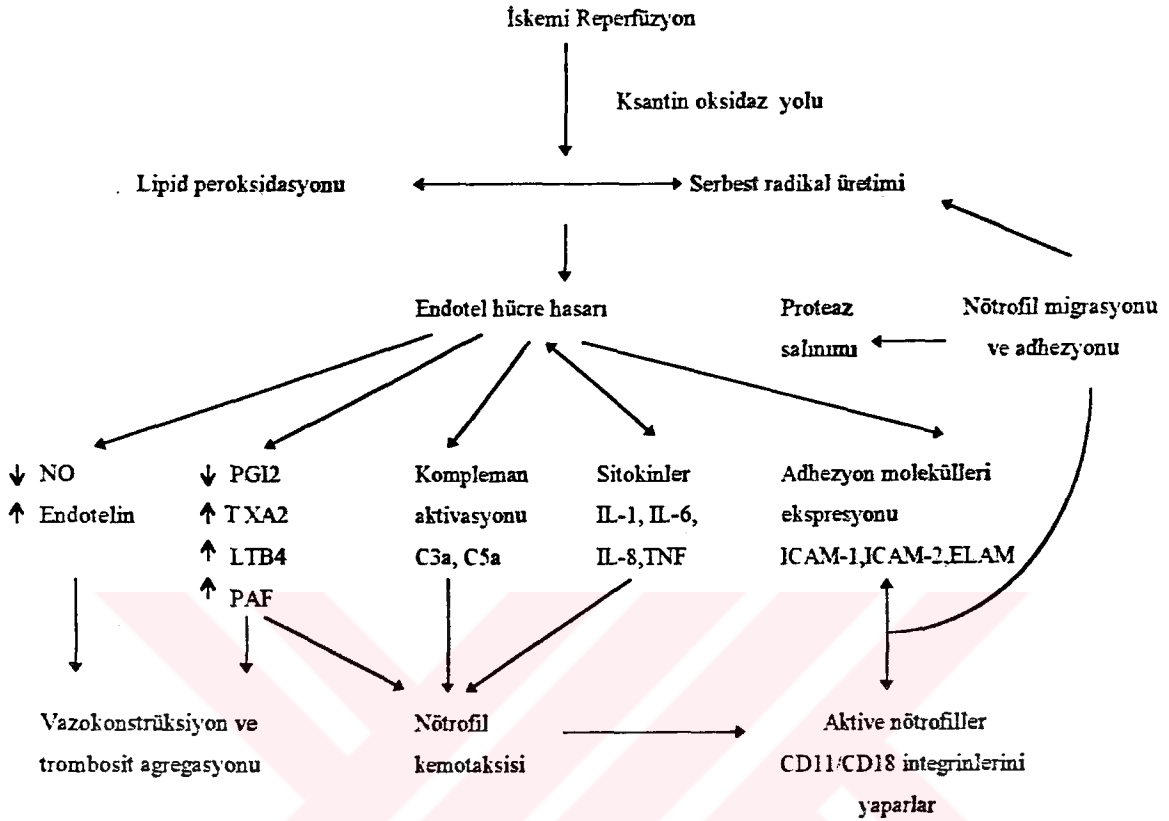 İskemi Reperfüzyon
Ksantin oksidaz yolu
Lipid peroksidasyonu
Serbest radikal üretimi
Endotel hücre hasarı
Proteaz
salınımı
Nötrofil migrasyonu
ve adhezyonu
↓ NO
↑ Endotelin
↓ PGI2
↑ TXA2
↑ LTB4
↑ PAF
Kompleman
aktivasyonu
C3a, C5a
Sitokinler
IL-1, IL-6,
IL-8,TNF
Adhezyon molekülleri
ekspresyonu
ICAM-1,ICAM-2,ELAM
Vazokonstrüksiyon ve
trombosit agregasyonu
Nötrofil
kemotaksisi
Aktive nötrofiller
CD11/CD18 integrinlerini
yaparlar